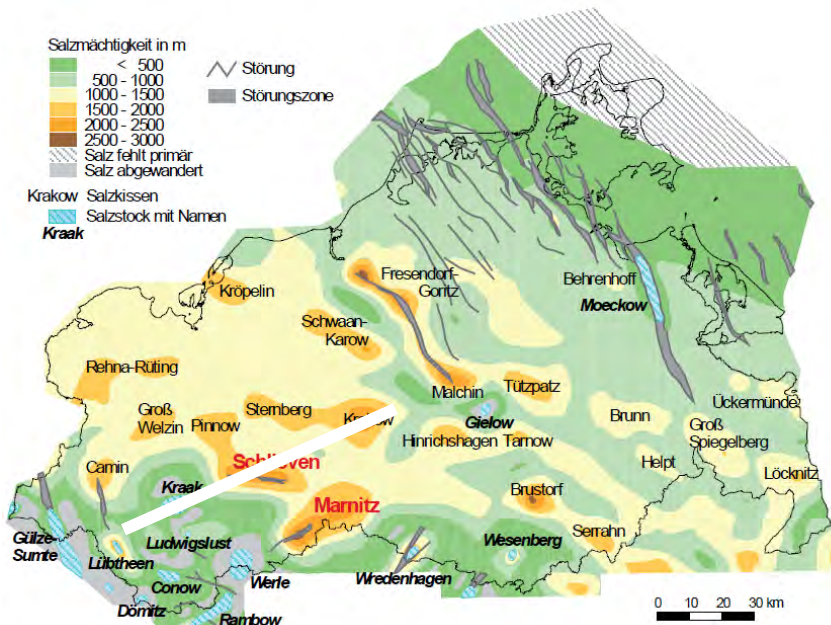 Salzmächtigkeit in m
< 500
500 - 1000
1000 - 1500
1500 - 2000
2000 - 2500
2500 - 3000
Salz fehlt primär
Salz abgewandert
Krakow Salzkissen
Salzstock mit Namen
Kraak
Störung
Störungszone
Kröpelin
Fresendorf-
Goritz
Behrenhoff
Moeckow
Schwaan-
Karow
Rehna-Rüting
Malchin
Tützpatz
Groß
Welzin
Pinnow
Sternberg
Krakow
Gielow
Brunn
Ückermünde
Groß
Spiegelberg
Hinrichshagen
Tarnow
Helpt
Löcknitz
Camin
Schlieven
Kraak
Marnitz
Brustorf
Serrahn
Gülze-
Sumte
Lübtheen
Ludwigslust
Wesenberg
Conow
Werle
Wredenhagen
Dömitz
Rambow
0 10 20 30 km